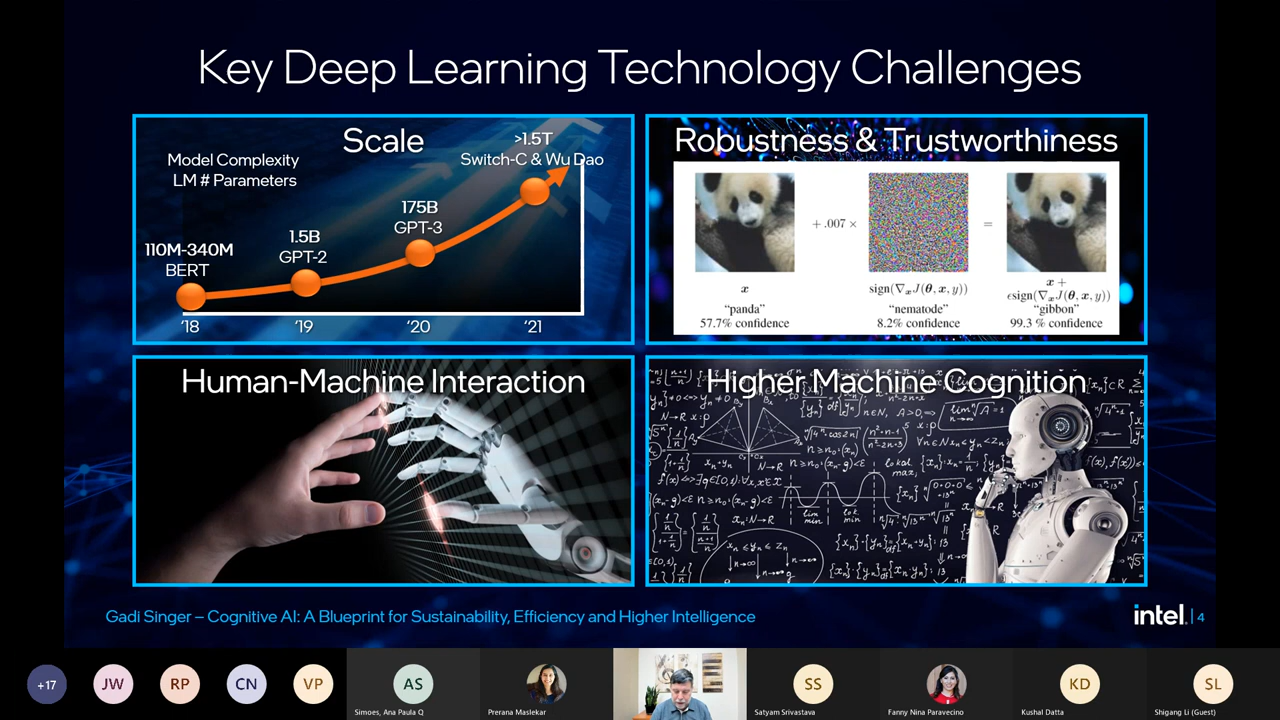 Key Deep Learning Technology Challenges
Scale
Model Complexity
LM # Parameters
>1.5T
Switch-C & Wu Dao
175B
GPT-3
1.5B
GPT-2
110M-340M
BERT
'18
'19
'20
'21
Robustness & Trustworthiness
+ .007 ×
=
x
"panda"
57.7% confidence
sign(∇ₓJ(θ, x, y))
"nematode"
8.2% confidence
x +
ϵsign(∇ₓJ(θ, x, y))
"gibbon"
99.3 % confidence
Human-Machine Interaction
Higher Machine Cognition
Gadi Singer – Cognitive AI: A Blueprint for Sustainability, Efficiency and Higher Intelligence
intel. | 4
+17
JW
RP
CN
VP
AS
Simoes, Ana Paula Q
Prerana Maslekar
SS
Satyam Srivastava
Fanny Nina Paravecino
KD
Kushal Datta
SL
Shigang Li (Guest)